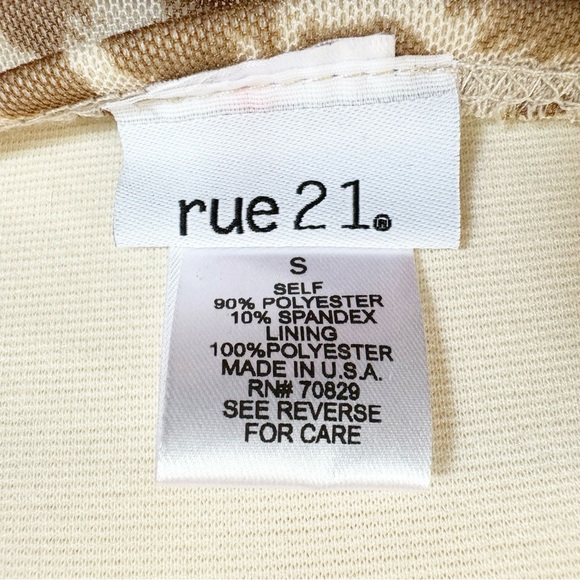 rue21®
S
SELF
90% POLYESTER
10% SPANDEX
LINING
100%POLYESTER
MADE IN U.S.A.
RN# 70829
SEE REVERSE
FOR CARE